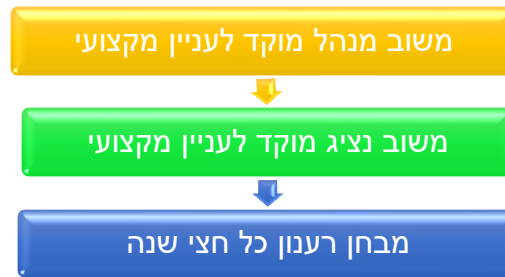 משוב מנהל מוקד לעניין מקצועי
משוב נציג מוקד לעניין מקצועי
מבחן רענון כל חצי שנה